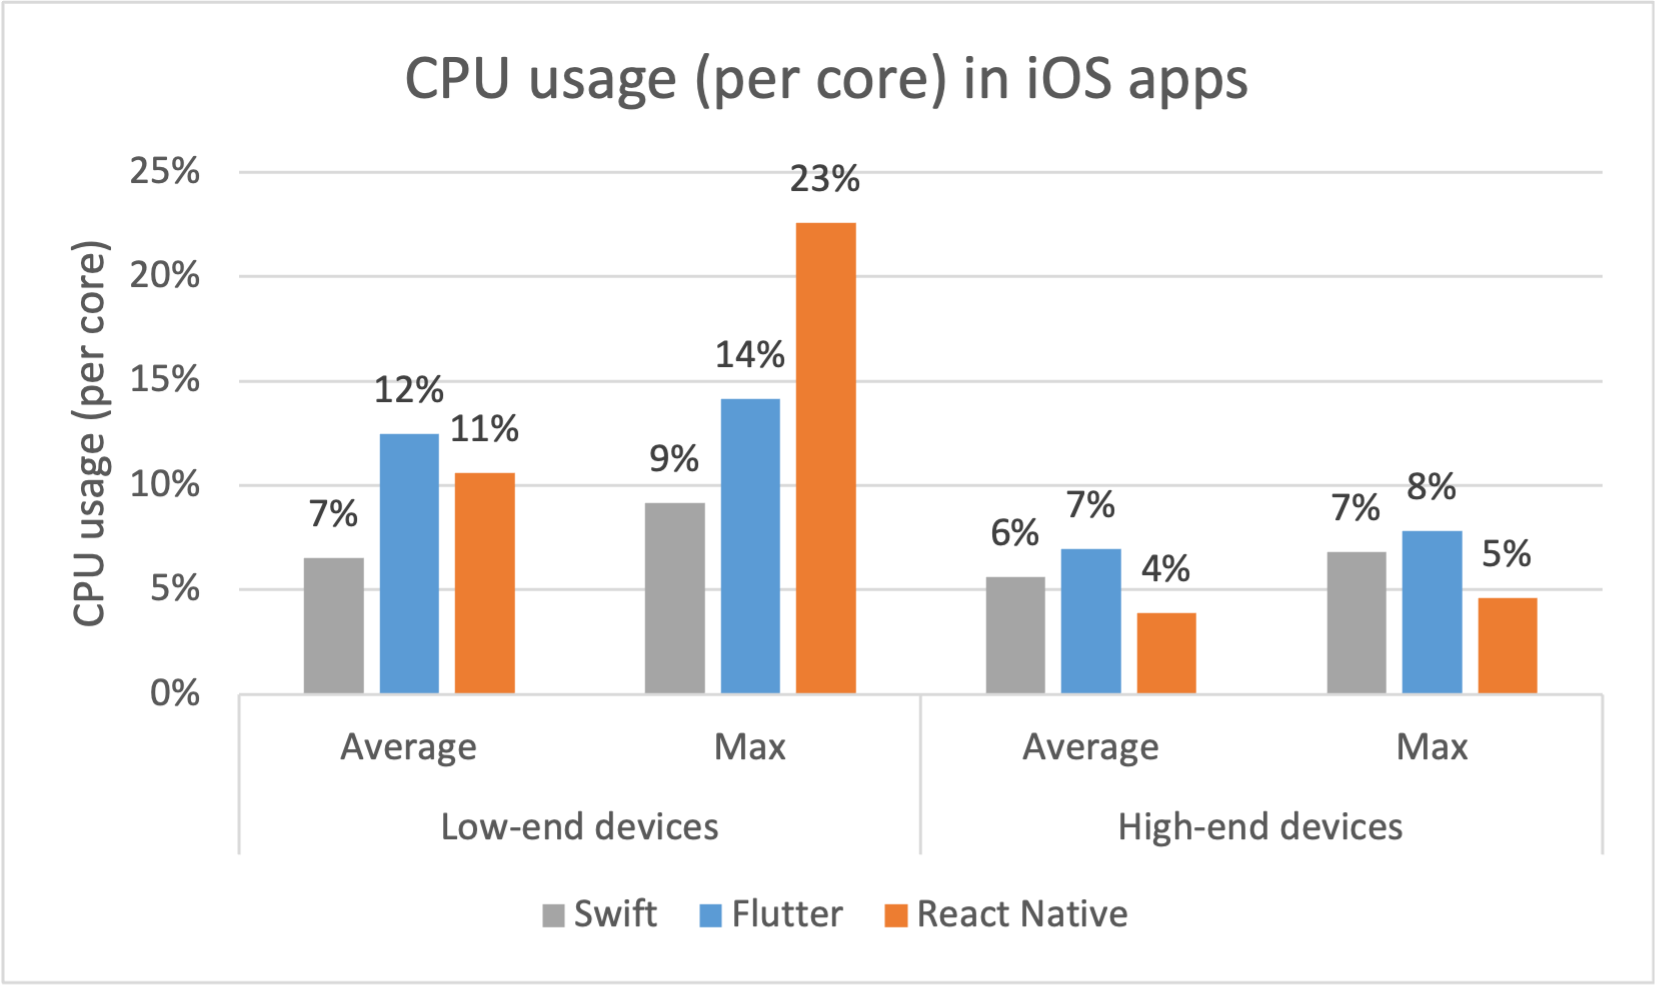 CPU usage (per core) in iOS apps
CPU usage (per core)
25%
20%
15%
10%
5%
0%
7%
12%
11%
9%
14%
23%
6%
7%
4%
7%
8%
5%
Average
Max
Average
Max
Low-end devices
High-end devices
Swift
Flutter
React Native